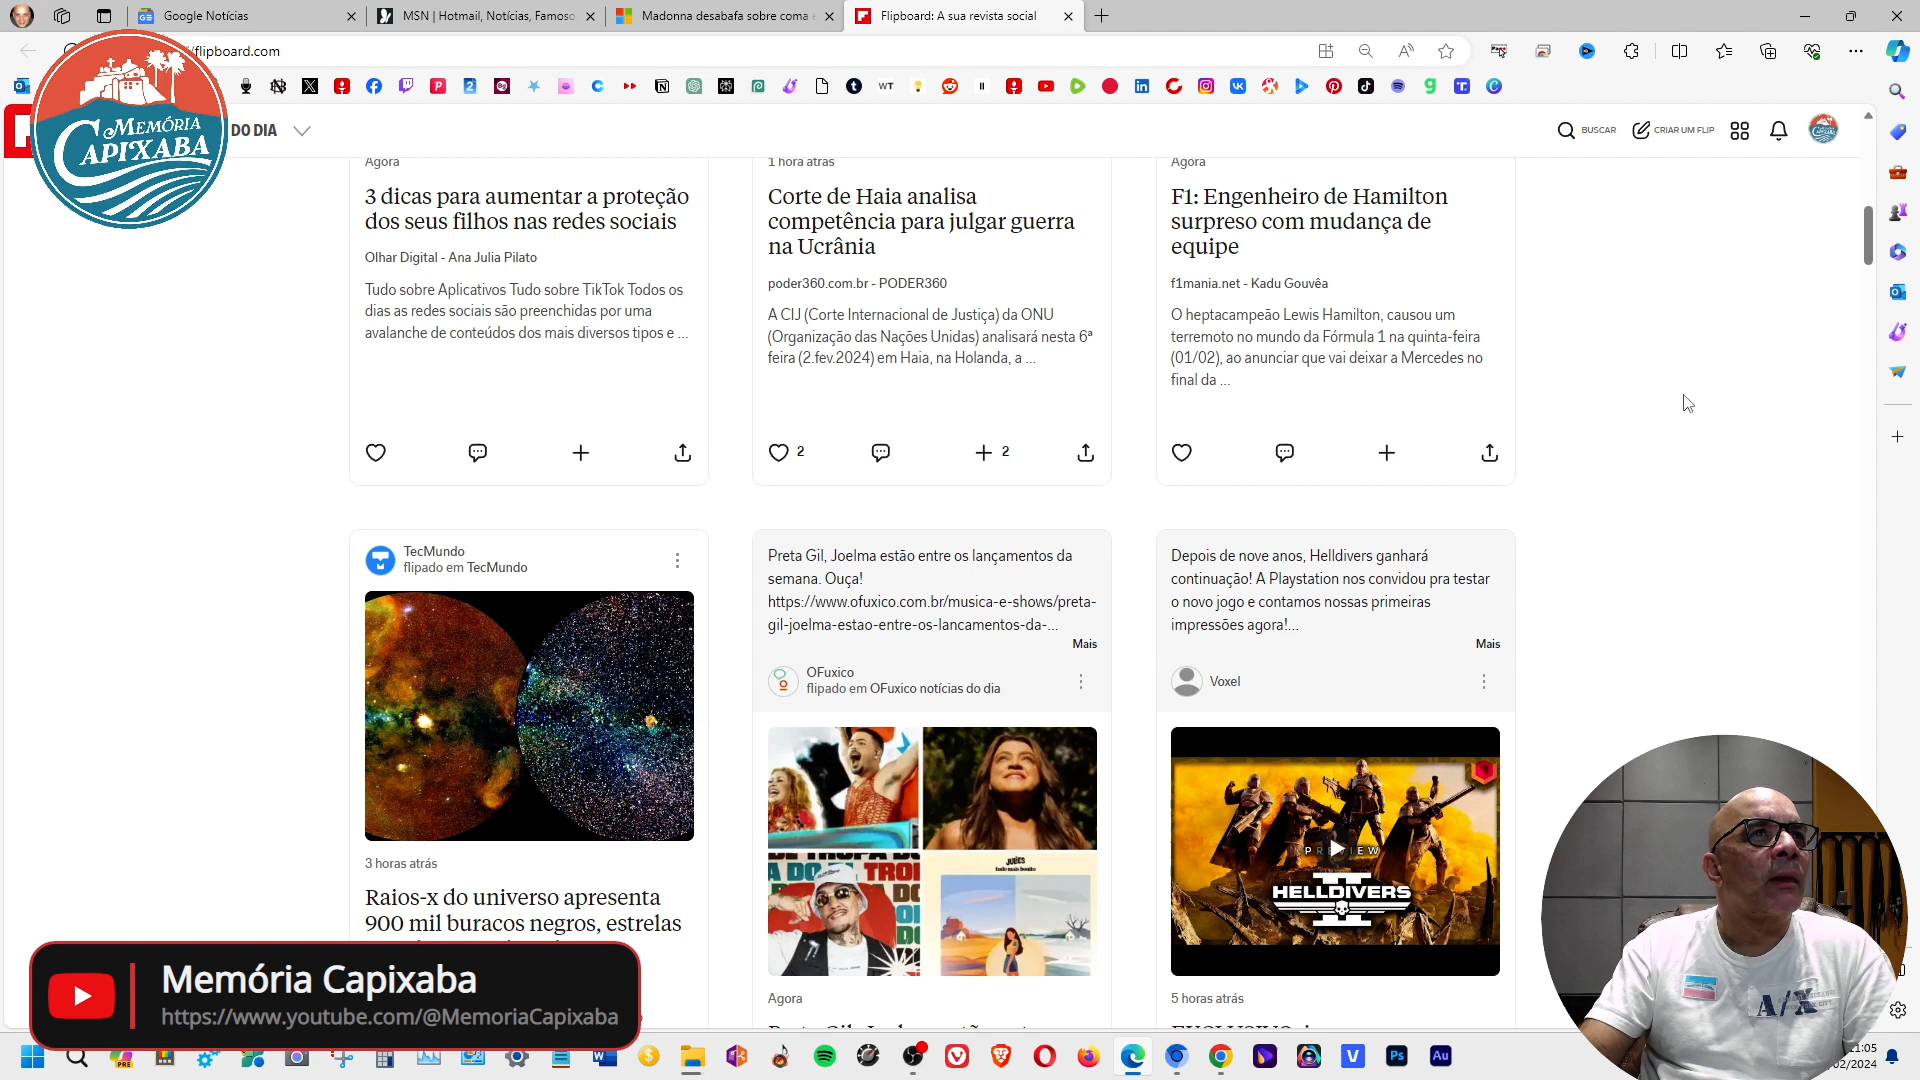 Google Notícias
MSN | Hotmail, Notícias, Famoso
Madonna desabafa sobre coma e
Flipboard: A sua revista social
/flipboard.com
MEMÓRIA
CAPIXABA
DO DIA
BUSCAR
CRIAR UM FLIP
Agora
3 dicas para aumentar a proteção
dos seus filhos nas redes sociais
Olhar Digital - Ana Julia Pilato
Tudo sobre Aplicativos Tudo sobre TikTok Todos os
dias as redes sociais são preenchidas por uma
avalanche de conteúdos dos mais diversos tipos e ...
1 hora atrás
Corte de Haia analisa
competência para julgar guerra
na Ucrânia
poder360.com.br - PODER360
A CIJ (Corte Internacional de Justiça) da ONU
(Organização das Nações Unidas) analisará nesta 6ª
feira (2.fev.2024) em Haia, na Holanda, a ...
2
2
Agora
F1: Engenheiro de Hamilton
surpreso com mudança de
equipe
f1mania.net - Kadu Gouvêa
O heptacampeão Lewis Hamilton, causou um
terremoto no mundo da Fórmula 1 na quinta-feira
(01/02), ao anunciar que vai deixar a Mercedes no
final da ...
TecMundo
flipado em TecMundo
3 horas atrás
Raios-x do universo apresenta
900 mil buracos negros, estrelas
Preta Gil, Joelma estão entre os lançamentos da
semana. Ouça!
https://www.ofuxico.com.br/musica-e-shows/preta-
gil-joelma-estao-entre-os-lancamentos-da-...
Mais
OFuxico
flipado em OFuxico notícias do dia
JULIES
Agora
Depois de nove anos, Helldivers ganhará
continuação! A Playstation nos convidou pra testar
o novo jogo e contamos nossas primeiras
impressões agora!...
Mais
Voxel
PREVIEW
HELLDIVERS
II
5 horas atrás
Memória Capixaba
https://www.youtube.com/@MemoriaCapixaba
A/X